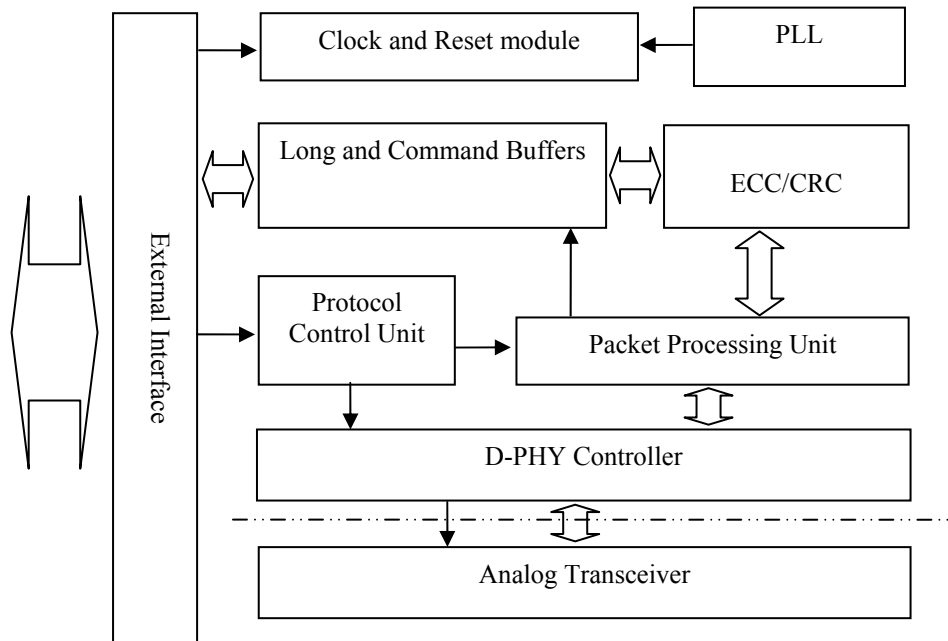 Clock and Reset module
PLL
Long and Command Buffers
ECC/CRC
External Interface
Protocol
Control Unit
Packet Processing Unit
D-PHY Controller
Analog Transceiver